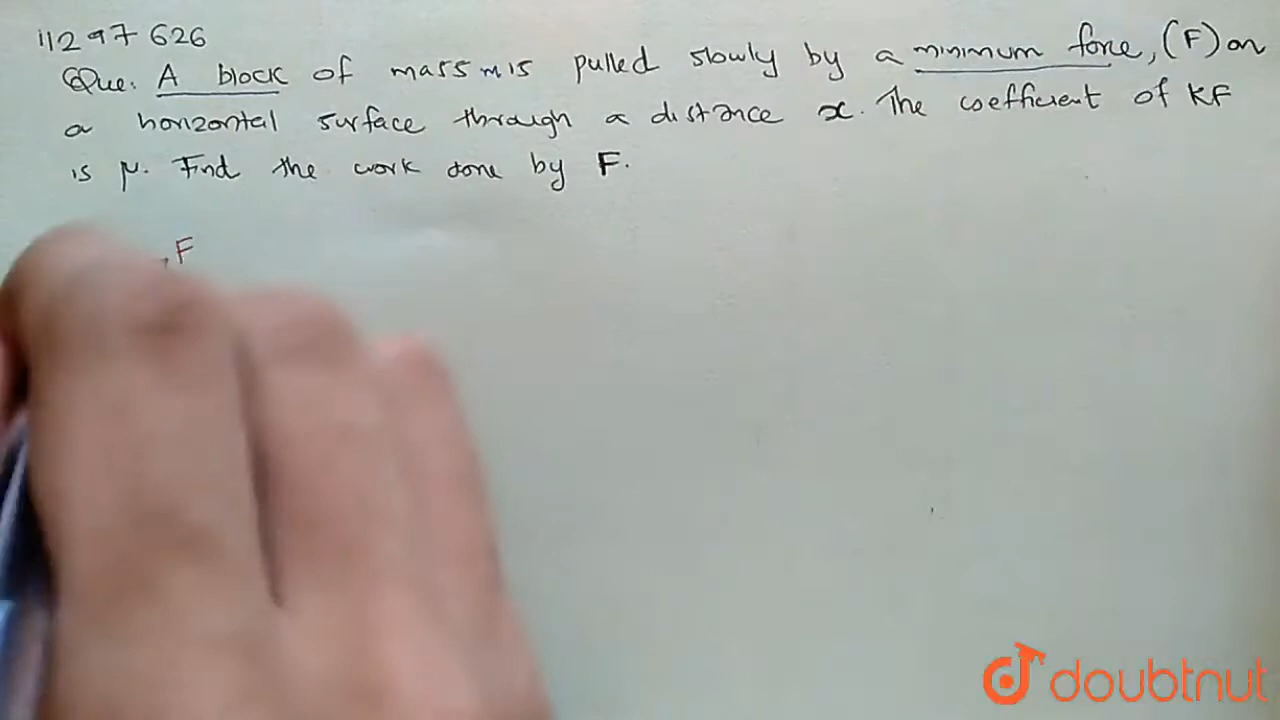 11297626
Que. A block of mass m is pulled slowly by a minimum force, (F) on
a horizontal surface through a distance x. The coefficient of KF
is μ. Find the work done by F.
F
doubtnut